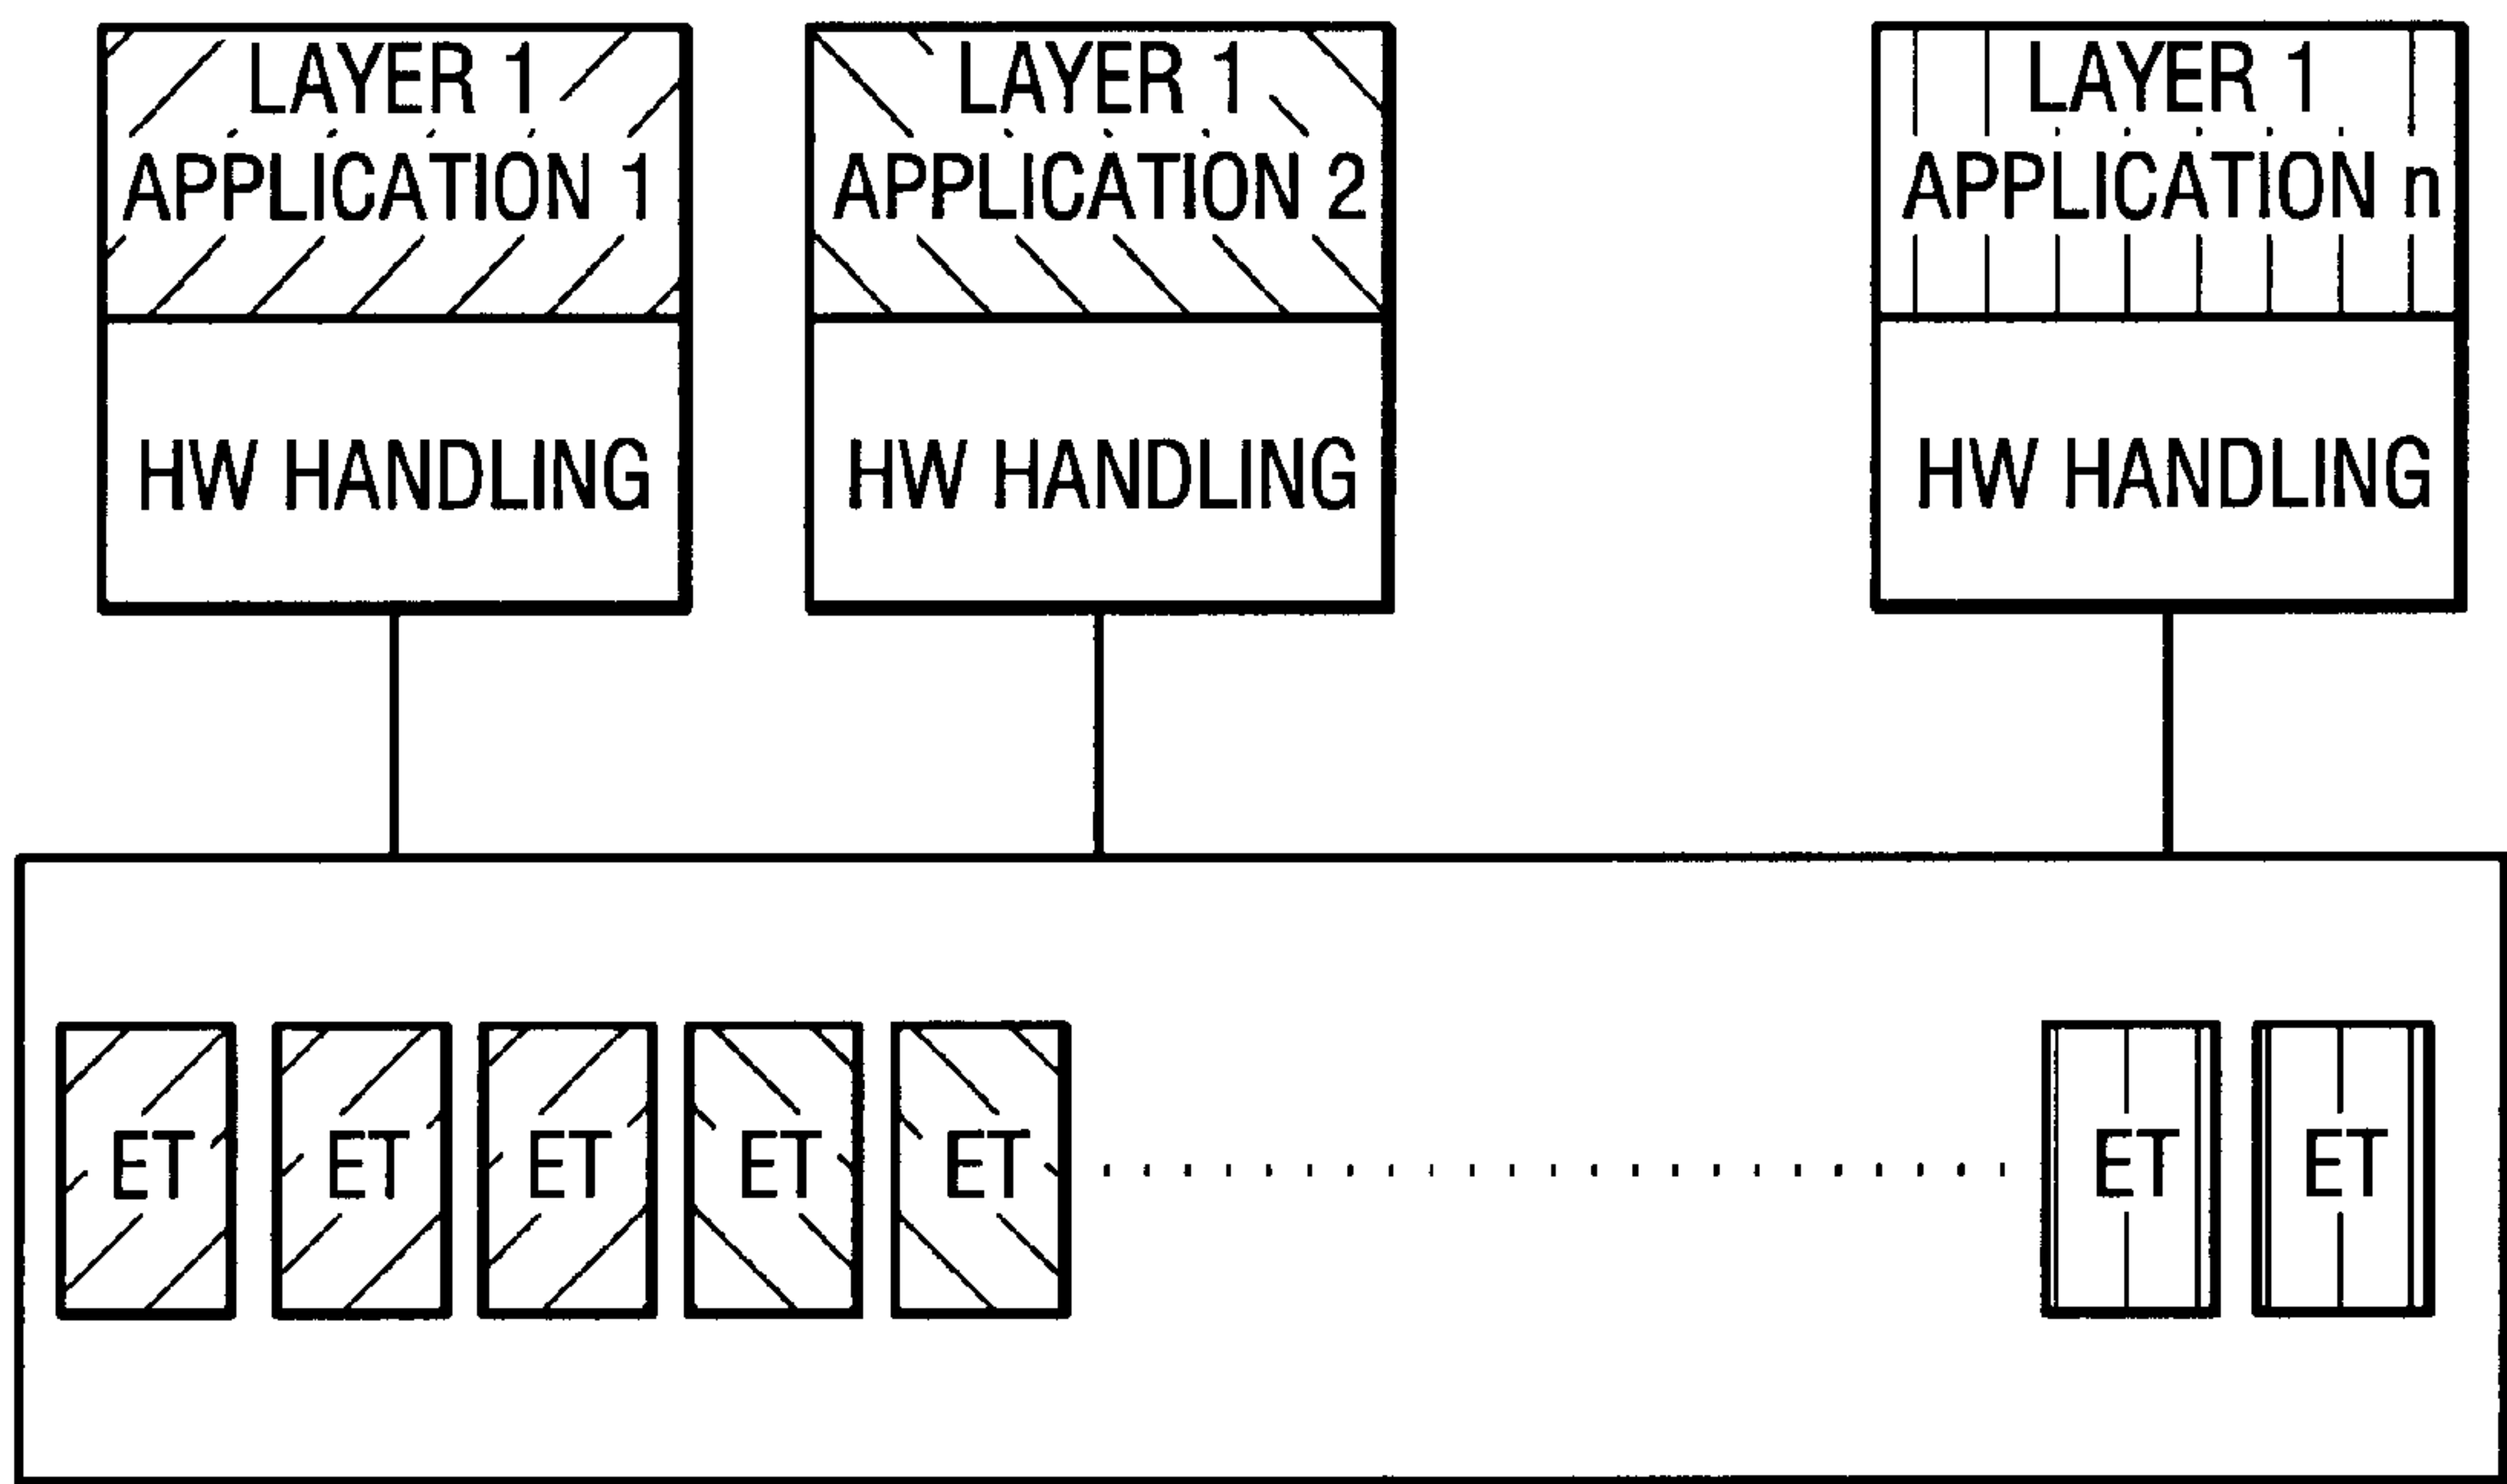 LAYER 1
APPLICATION 1
HW HANDLING
LAYER 1
APPLICATION 2
HW HANDLING
LAYER 1
APPLICATION n
HW HANDLING
ET ET ET ET ET ET ET